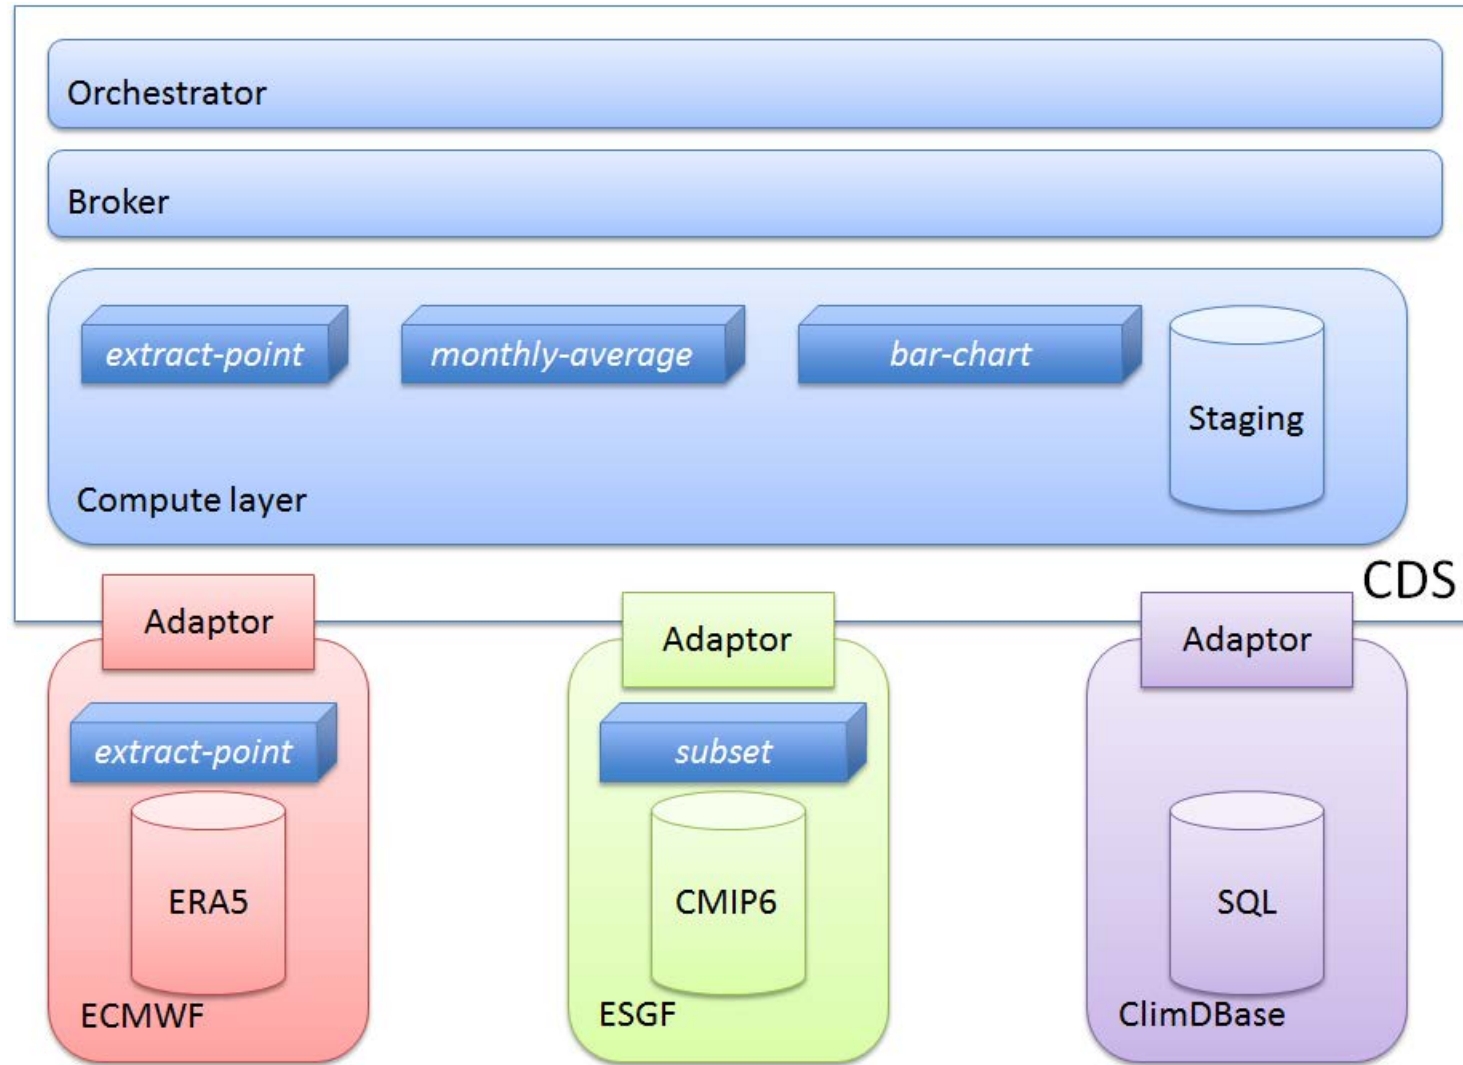 Orchestrator
Broker
extract-point
monthly-average
bar-chart
Staging
Compute layer
CDS
Adaptor
Adaptor
Adaptor
extract-point
subset
ERA5
CMIP6
SQL
ECMWF
ESGF
ClimDBase